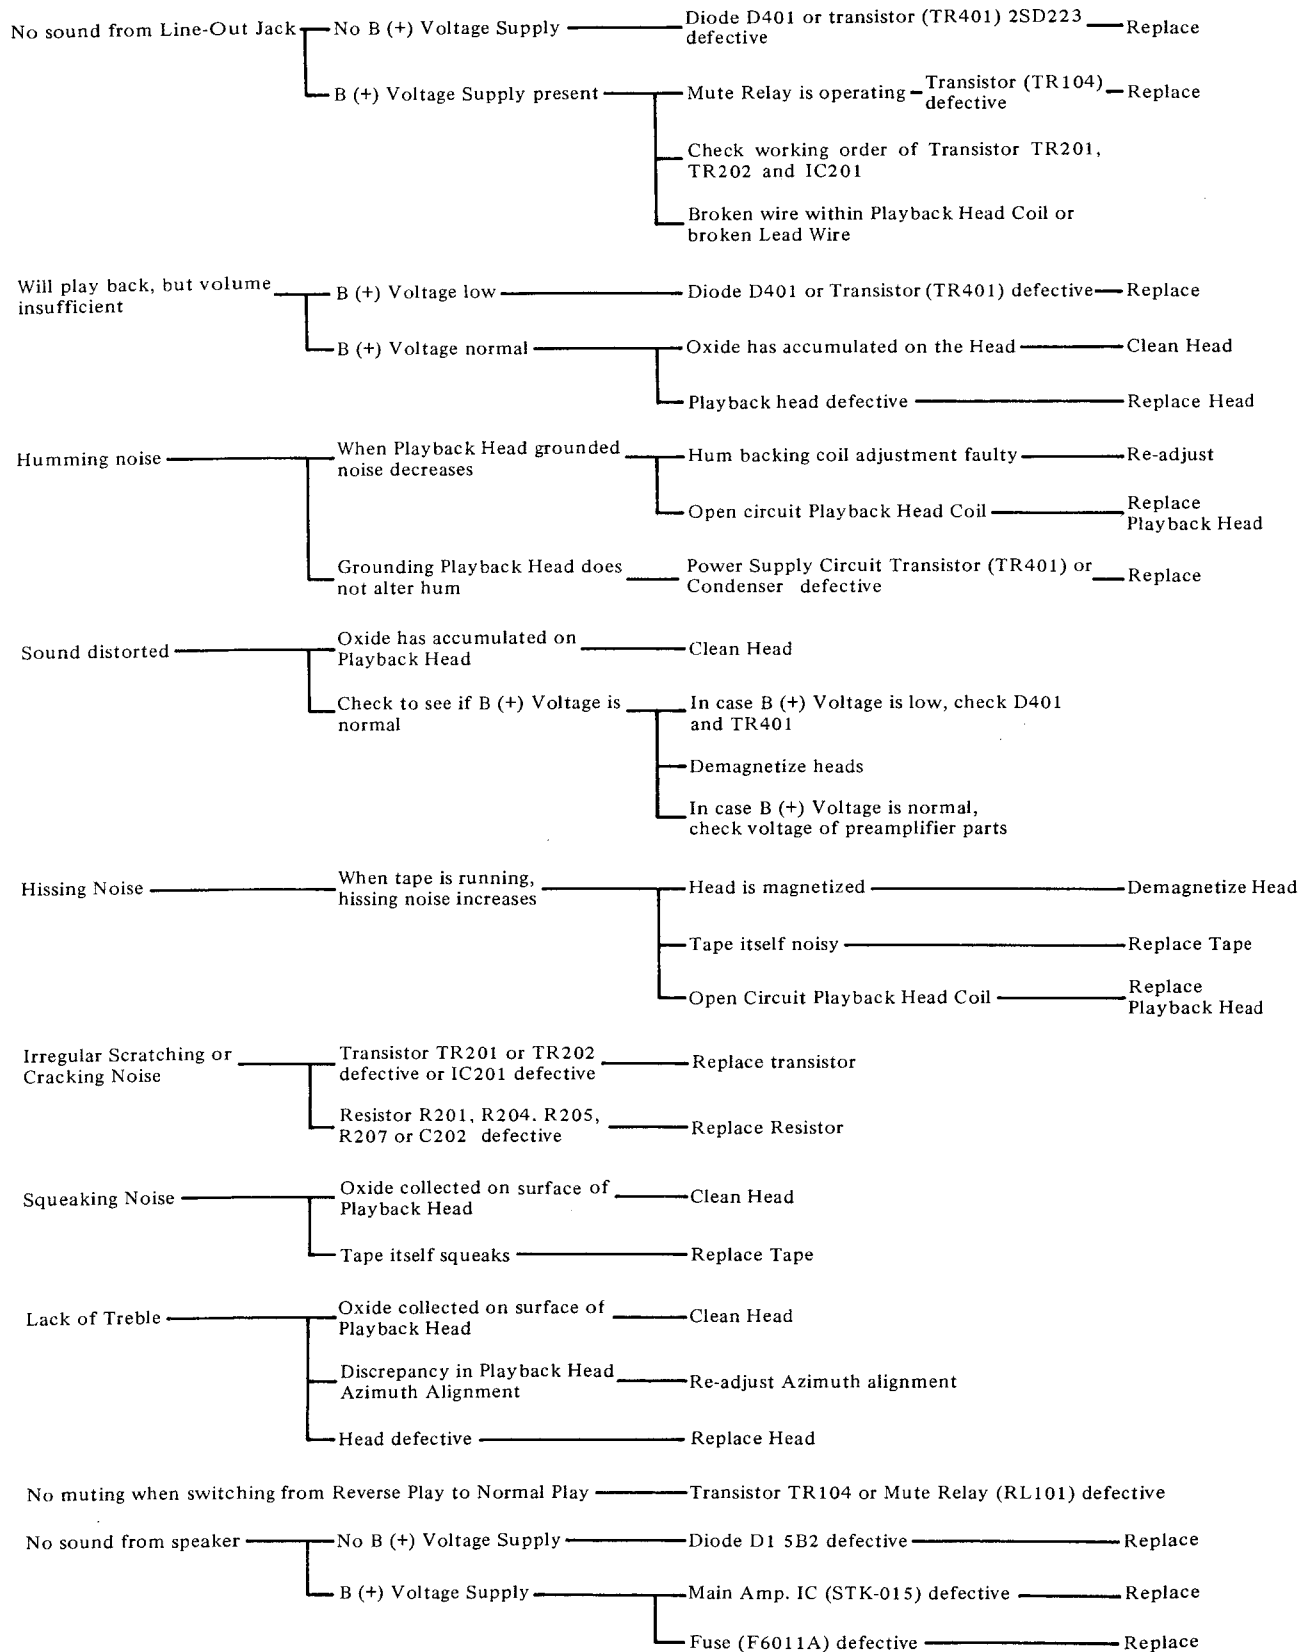 No sound from Line-Out Jack
No B (+) Voltage Supply
Diode D401 or transistor (TR401) 2SD223
defective
Replace
B (+) Voltage Supply present
Mute Relay is operating
Transistor (TR104)
defective
Replace
Check working order of Transistor TR201,
TR202 and IC201
Broken wire within Playback Head Coil or
broken Lead Wire
Will play back, but volume
insufficient
B (+) Voltage low
Diode D401 or Transistor (TR401) defective
Replace
B (+) Voltage normal
Oxide has accumulated on the Head
Clean Head
Playback head defective
Replace Head
Humming noise
When Playback Head grounded
noise decreases
Hum backing coil adjustment faulty
Re-adjust
Open circuit Playback Head Coil
Replace
Playback Head
Grounding Playback Head does
not alter hum
Power Supply Circuit Transistor (TR401) or
Condenser defective
Replace
Sound distorted
Oxide has accumulated on
Playback Head
Clean Head
Check to see if B (+) Voltage is
normal
In case B (+) Voltage is low, check D401
and TR401
Demagnetize heads
In case B (+) Voltage is normal,
check voltage of preamplifier parts
Hissing Noise
When tape is running,
hissing noise increases
Head is magnetized
Demagnetize Head
Tape itself noisy
Replace Tape
Open Circuit Playback Head Coil
Replace
Playback Head
Irregular Scratching or
Cracking Noise
Transistor TR201 or TR202
defective or IC201 defective
Replace transistor
Resistor R201, R204. R205,
R207 or C202 defective
Replace Resistor
Squeaking Noise
Oxide collected on surface of
Playback Head
Clean Head
Tape itself squeaks
Replace Tape
Lack of Treble
Oxide collected on surface of
Playback Head
Clean Head
Discrepancy in Playback Head
Azimuth Alignment
Re-adjust Azimuth alignment
Head defective
Replace Head
No muting when switching from Reverse Play to Normal Play
Transistor TR104 or Mute Relay (RL101) defective
No sound from speaker
No B (+) Voltage Supply
Diode D1 5B2 defective
Replace
B (+) Voltage Supply
Main Amp. IC (STK-015) defective
Replace
Fuse (F6011A) defective
Replace